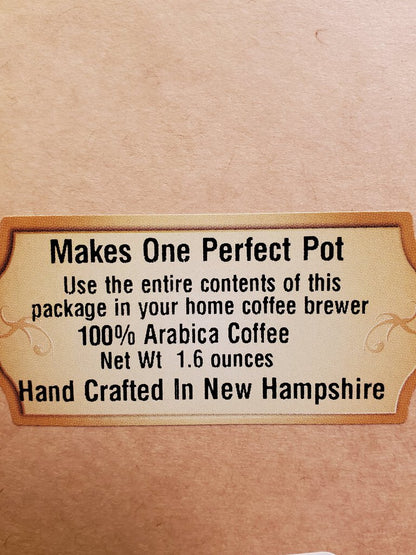 Makes One Perfect Pot
Use the entire contents of this
package in your home coffee brewer
100% Arabica Coffee
Net Wt 1.6 ounces
Hand Crafted In New Hampshire